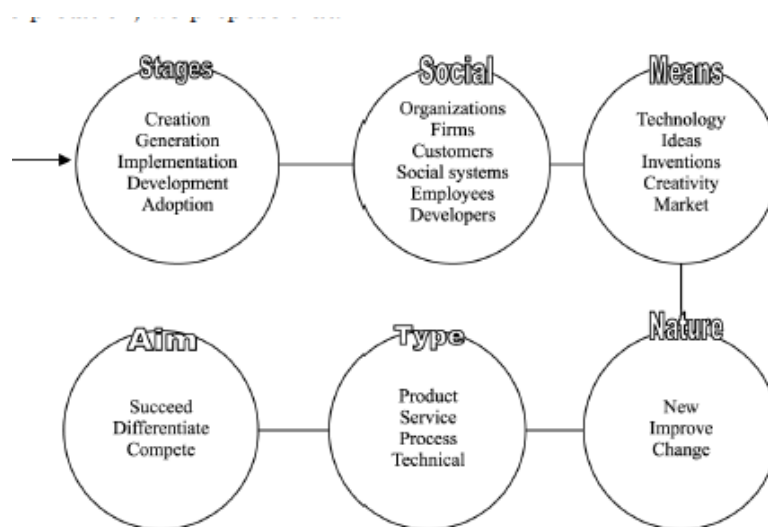 Stages
Creation
Generation
Implementation
Development
Adoption
Social
Organizations
Firms
Customers
Social systems
Employees
Developers
Means
Technology
Ideas
Inventions
Creativity
Market
Nature
New
Improve
Change
Type
Product
Service
Process
Technical
Aim
Succeed
Differentiate
Compete